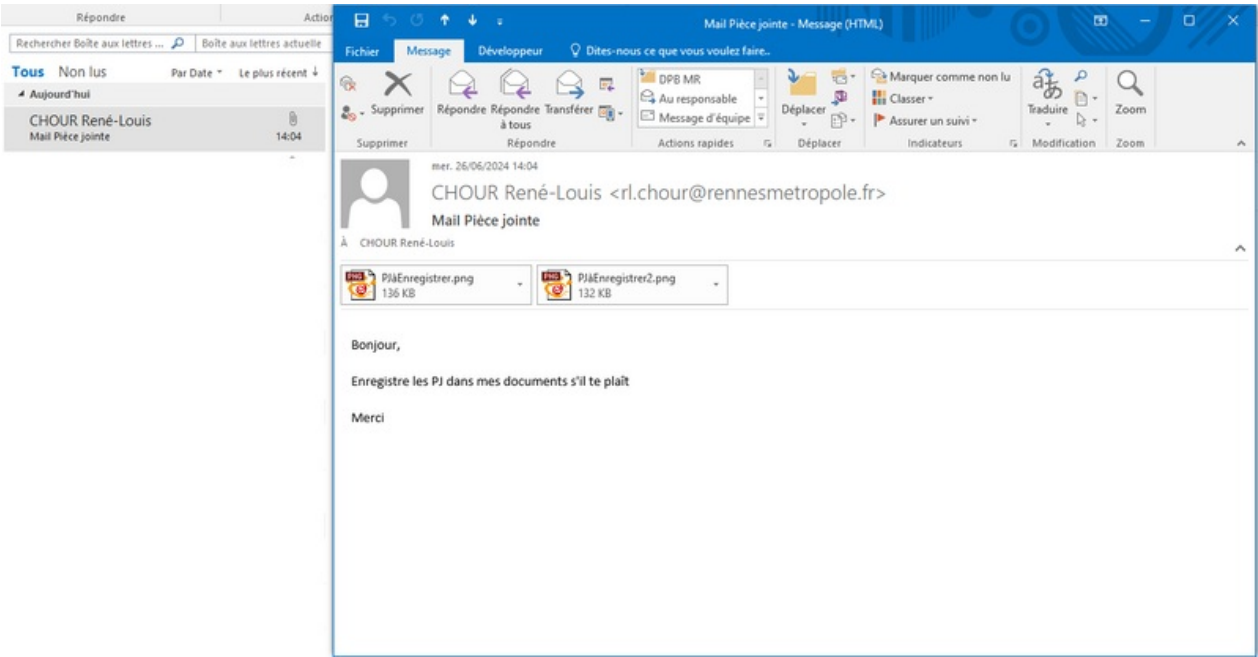 Répondre
Action
Rechercher Boîte aux lettres ...
Boîte aux lettres actuelle
Tous Non lus
Par Date
Le plus récent ↓
Aujourd'hui
CHOUR René-Louis
Mail Pièce jointe
14:04
Mail Pièce jointe - Message (HTML)
Fichier
Message
Développeur
Dites-nous ce que vous voulez faire..
Supprimer
Répondre
Répondre
à tous
Transférer
DPB MR
Au responsable
Message d'équipe
Déplacer
Marquer comme non lu
Classer
Assurer un suivi
Traduire
Zoom
Supprimer
Répondre
Actions rapides
Déplacer
Indicateurs
Modification
Zoom
mer. 26/06/2024 14:04
CHOUR René-Louis <rl.chour@rennesmetropole.fr>
Mail Pièce jointe
À CHOUR René-Louis
PNG
PJàEnregistrer.png
136 KB
PNG
PJàEnregistrer2.png
132 KB
Bonjour,
Enregistre les PJ dans mes documents s'il te plaît
Merci